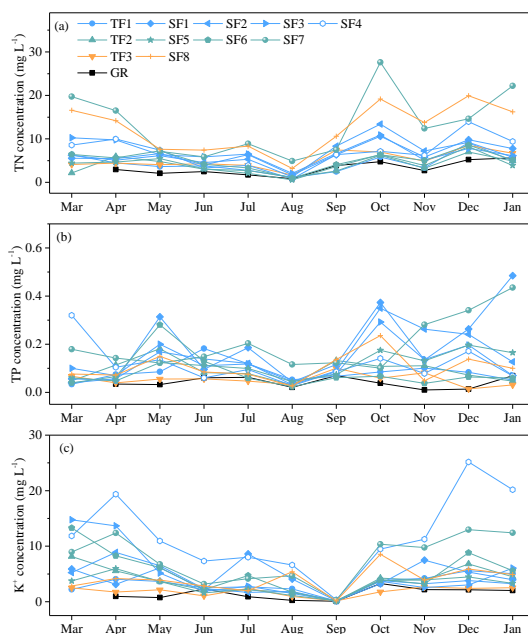 TF1 SF1 SF2 SF3 SF4
TF2 SF5 SF6 SF7
TF3 SF8
GR
(a)
TN concentration (mg L⁻¹)
30
20
10
0
Mar Apr May Jun Jul Aug Sep Oct Nov Dec Jan
(b)
TP concentration (mg L⁻¹)
0.6
0.4
0.2
0.0
Mar Apr May Jun Jul Aug Sep Oct Nov Dec Jan
(c)
K⁺ concentration (mg L⁻¹)
30
20
10
0
Mar Apr May Jun Jul Aug Sep Oct Nov Dec Jan